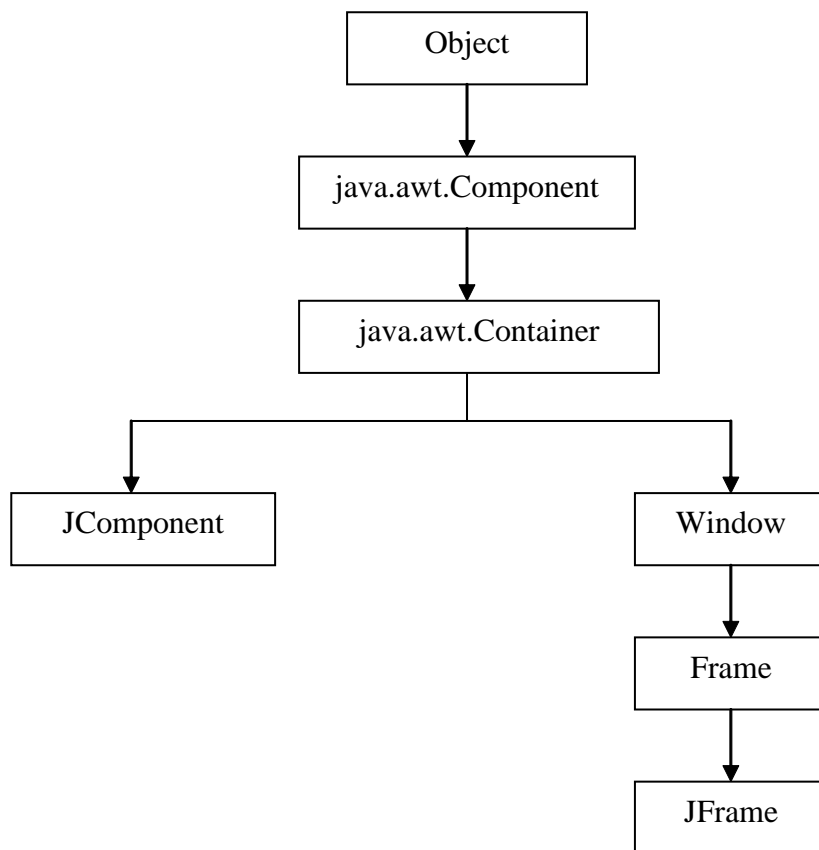 Object
java.awt.Component
java.awt.Container
JComponent
Window
Frame
JFrame